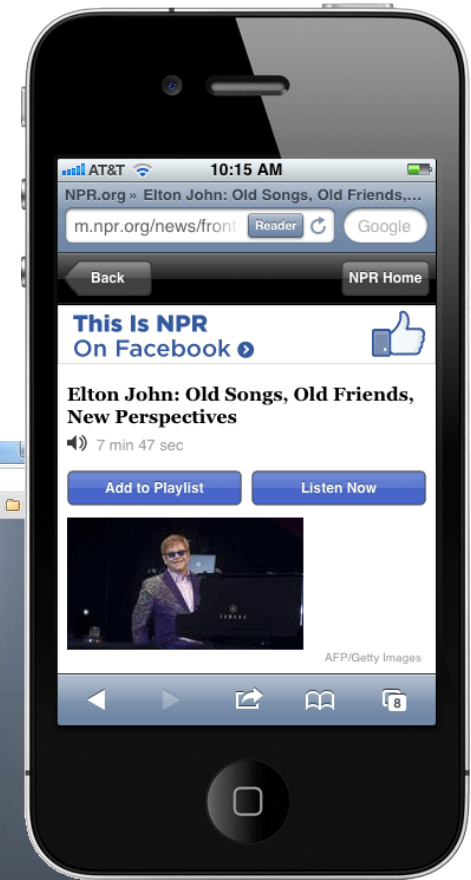 AT&T 10:15 AM
NPR.org » Elton John: Old Songs, Old Friends,...
m.npr.org/news/front Reader Google
Back NPR Home
This Is NPR
On Facebook
Elton John: Old Songs, Old Friends,
New Perspectives
7 min 47 sec
Add to Playlist Listen Now
YAMAHA
AFP/Getty Images
8